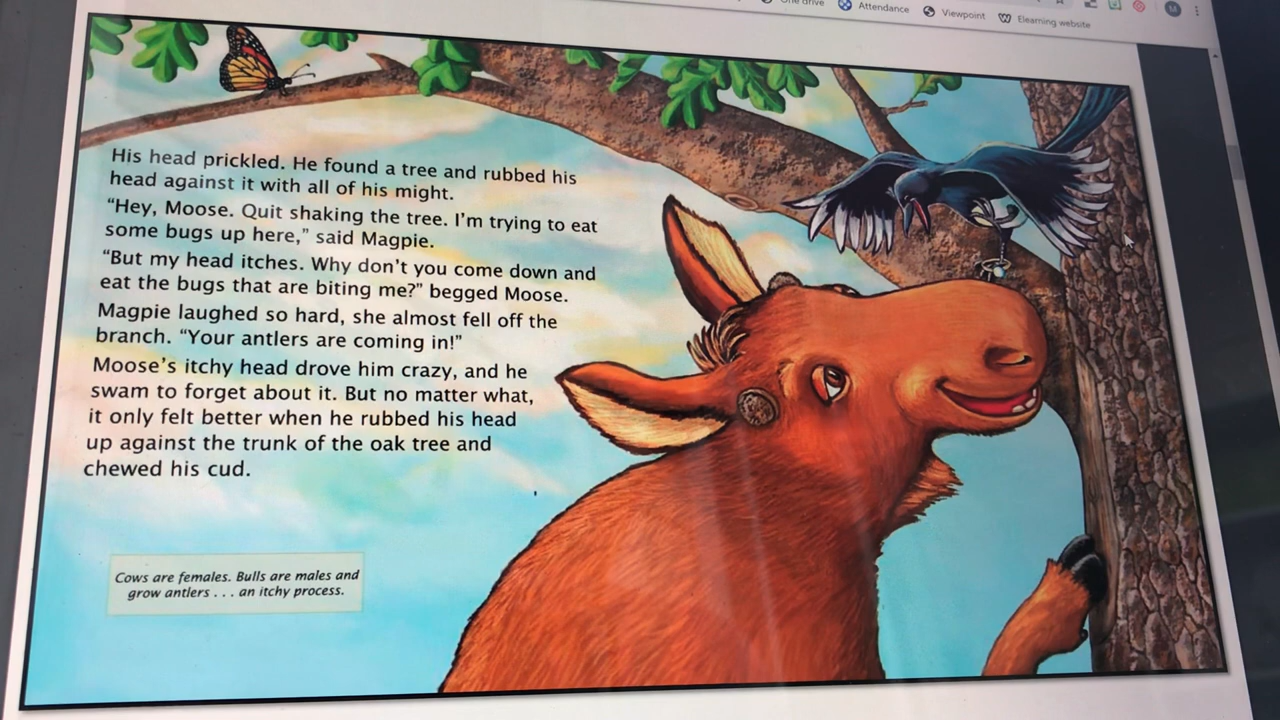 One drive
Attendance
Viewpoint
Elearning website
M
His head prickled. He found a tree and rubbed his
head against it with all of his might.
“Hey, Moose. Quit shaking the tree. I’m trying to eat
some bugs up here,” said Magpie.
“But my head itches. Why don’t you come down and
eat the bugs that are biting me?” begged Moose.
Magpie laughed so hard, she almost fell off the
branch. “Your antlers are coming in!”
Moose’s itchy head drove him crazy, and he
swam to forget about it. But no matter what,
it only felt better when he rubbed his head
up against the trunk of the oak tree and
chewed his cud.
Cows are females. Bulls are males and
grow antlers . . . an itchy process.